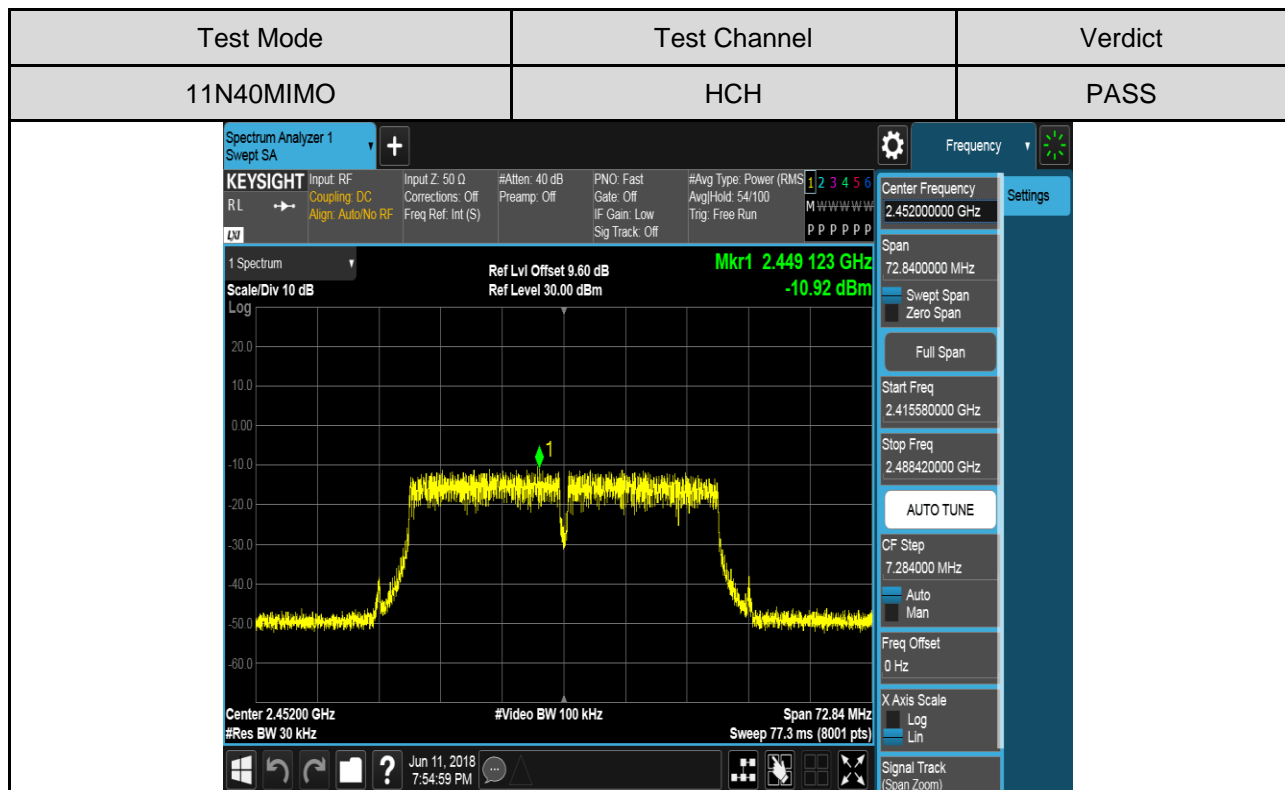 Test Mode Test Channel Verdict
11N40MIMO HCH PASS
Spectrum Analyzer 1
Swept SA
Frequency
KEYSIGHT Input: RF Input Z: 50 Ω #Atten: 40 dB PNO: Fast #Avg Type: Power (RMS 1 2 3 4 5 6
RL Coupling: DC Corrections: Off Preamp: Off Gate: Off Avg|Hold: 54/100 M W W W W W
Align: Auto/No RF Freq Ref: Int (S) IF Gain: Low Trig: Free Run
LXI Sig Track: Off P P P P P P
Center Frequency
2.452000000 GHz
Settings
1 Spectrum Ref Lvl Offset 9.60 dB Mkr1 2.449 123 GHz
Scale/Div 10 dB Ref Level 30.00 dBm -10.92 dBm
Log
20.0
10.0
0.00
-10.0
-20.0
-30.0
-40.0
-50.0
-60.0
1
Center 2.45200 GHz #Video BW 100 kHz Span 72.84 MHz
#Res BW 30 kHz Sweep 77.3 ms (8001 pts)
Span
72.8400000 MHz
Swept Span
Zero Span
Full Span
Start Freq
2.415580000 GHz
Stop Freq
2.488420000 GHz
AUTO TUNE
CF Step
7.284000 MHz
Auto
Man
Freq Offset
0 Hz
X Axis Scale
Log
Lin
Signal Track
(Span Zoom)
? Jun 11, 2018
7:54:59 PM